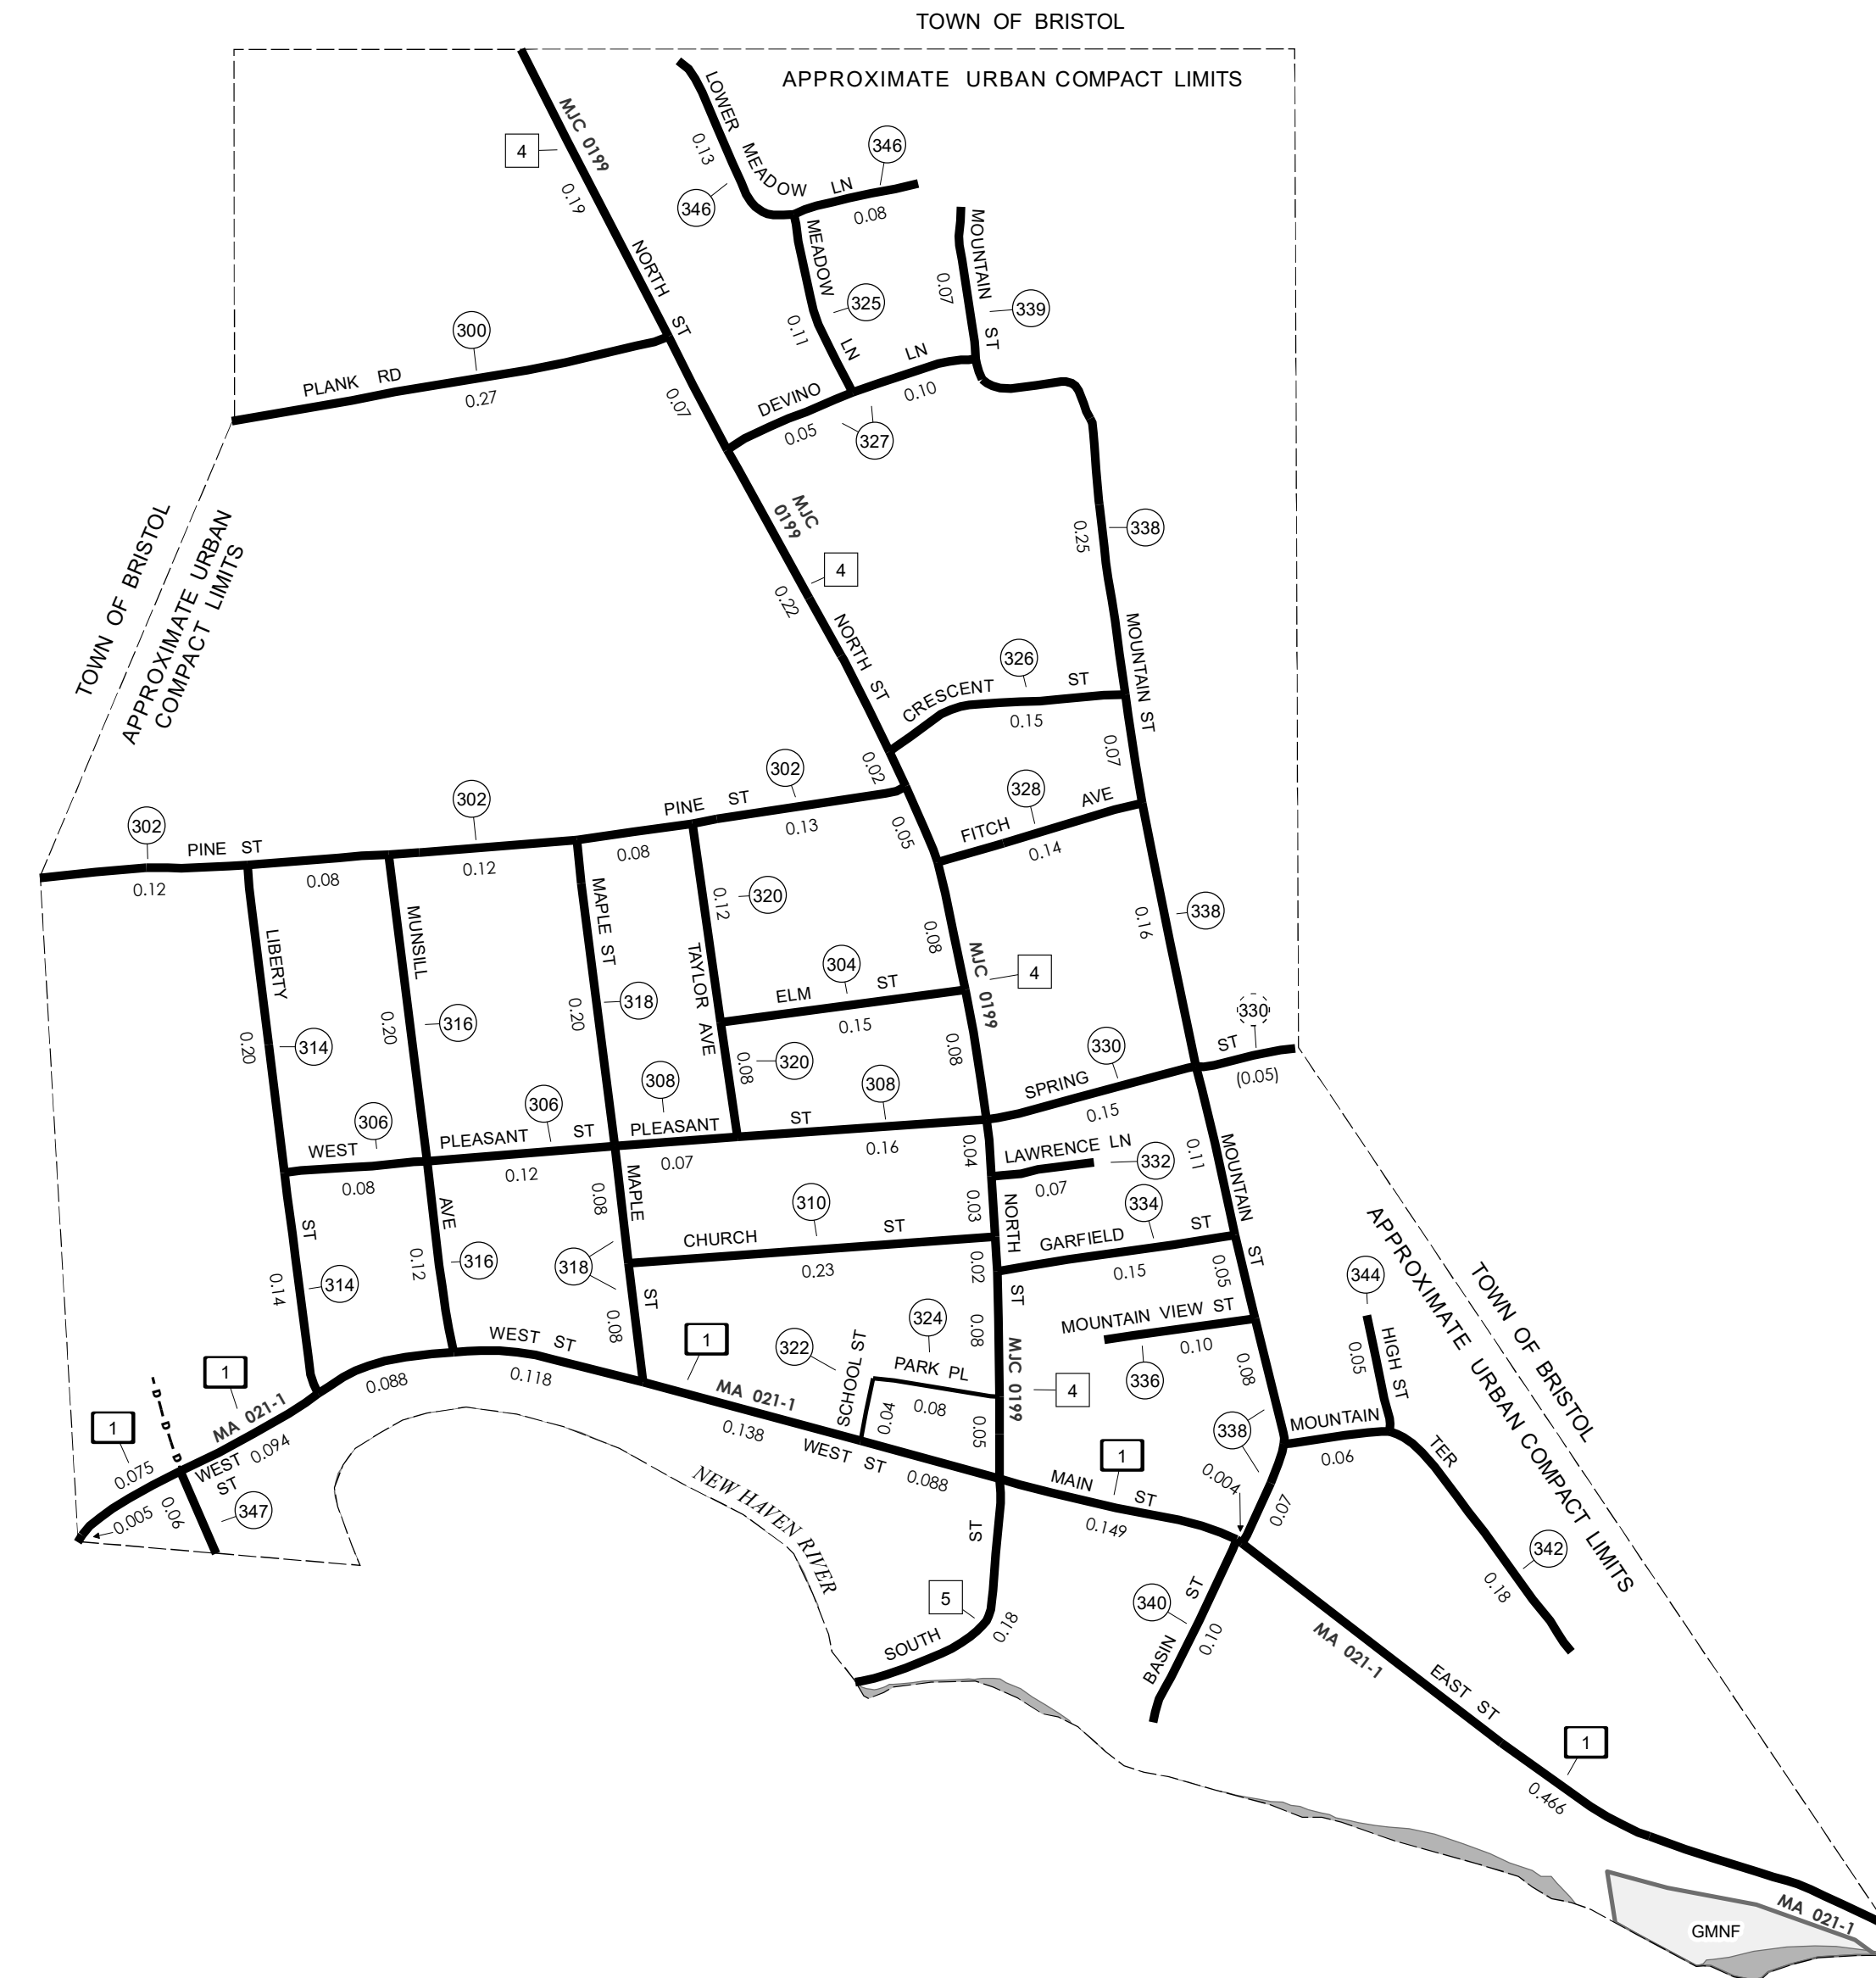 TOWN OF BRISTOL
APPROXIMATE URBAN COMPACT LIMITS
MJC 0199
4
0.19
NORTH ST
LOWER MEADOW LN
0.13
346
346
0.08
MEADOW LN
325
0.11
MOUNTAIN ST
0.07
339
300
PLANK RD
0.27
0.07
DEVINO LN
0.05
0.10
327
TOWN OF BRISTOL
APPROXIMATE URBAN
COMPACT LIMITS
MJC
0199
4
0.22
NORTH ST
0.25
338
MOUNTAIN ST
326
CRESCENT ST
0.15
0.07
0.02
302
302
302
PINE ST
PINE ST
0.12
0.08
0.12
0.08
0.13
0.05
328
FITCH AVE
0.14
0.16
338
LIBERTY
0.20
314
MUNSILL
0.20
316
MAPLE ST
0.20
318
0.12
320
TAYLOR AVE
304
ELM ST
0.15
0.08
MJC 0199
4
0.08
0.08
320
330
330
SPRING ST
0.15
(0.05)
306
306
308
308
WEST PLEASANT ST
PLEASANT ST
0.08
0.12
0.07
0.16
0.04
LAWRENCE LN
332
0.07
0.11
MOUNTAIN ST
ST
0.14
314
AVE
0.12
316
MAPLE ST
0.08
318
0.08
310
CHURCH ST
0.23
0.03
NORTH ST
0.02
334
GARFIELD ST
0.15
0.05
MOUNTAIN VIEW ST
0.10
336
0.08
MJC 0199
4
324
PARK PL
0.08
0.08
0.05
322
SCHOOL ST
0.04
344
HIGH ST
0.05
APPROXIMATE URBAN COMPACT LIMITS
TOWN OF BRISTOL
MOUNTAIN TER
0.06
342
0.18
338
0.004
0.07
WEST ST
1
MA 021-1
0.088
0.118
0.138
WEST ST
0.088
1
MA 021-1
1
0.075
WEST ST
0.094
D D D
0.005
0.06
347
NEW HAVEN RIVER
MAIN ST
1
0.149
ST
5
SOUTH
0.18
340
BASIN ST
0.10
MA 021-1
EAST ST
1
0.466
MA 021-1
GMNF